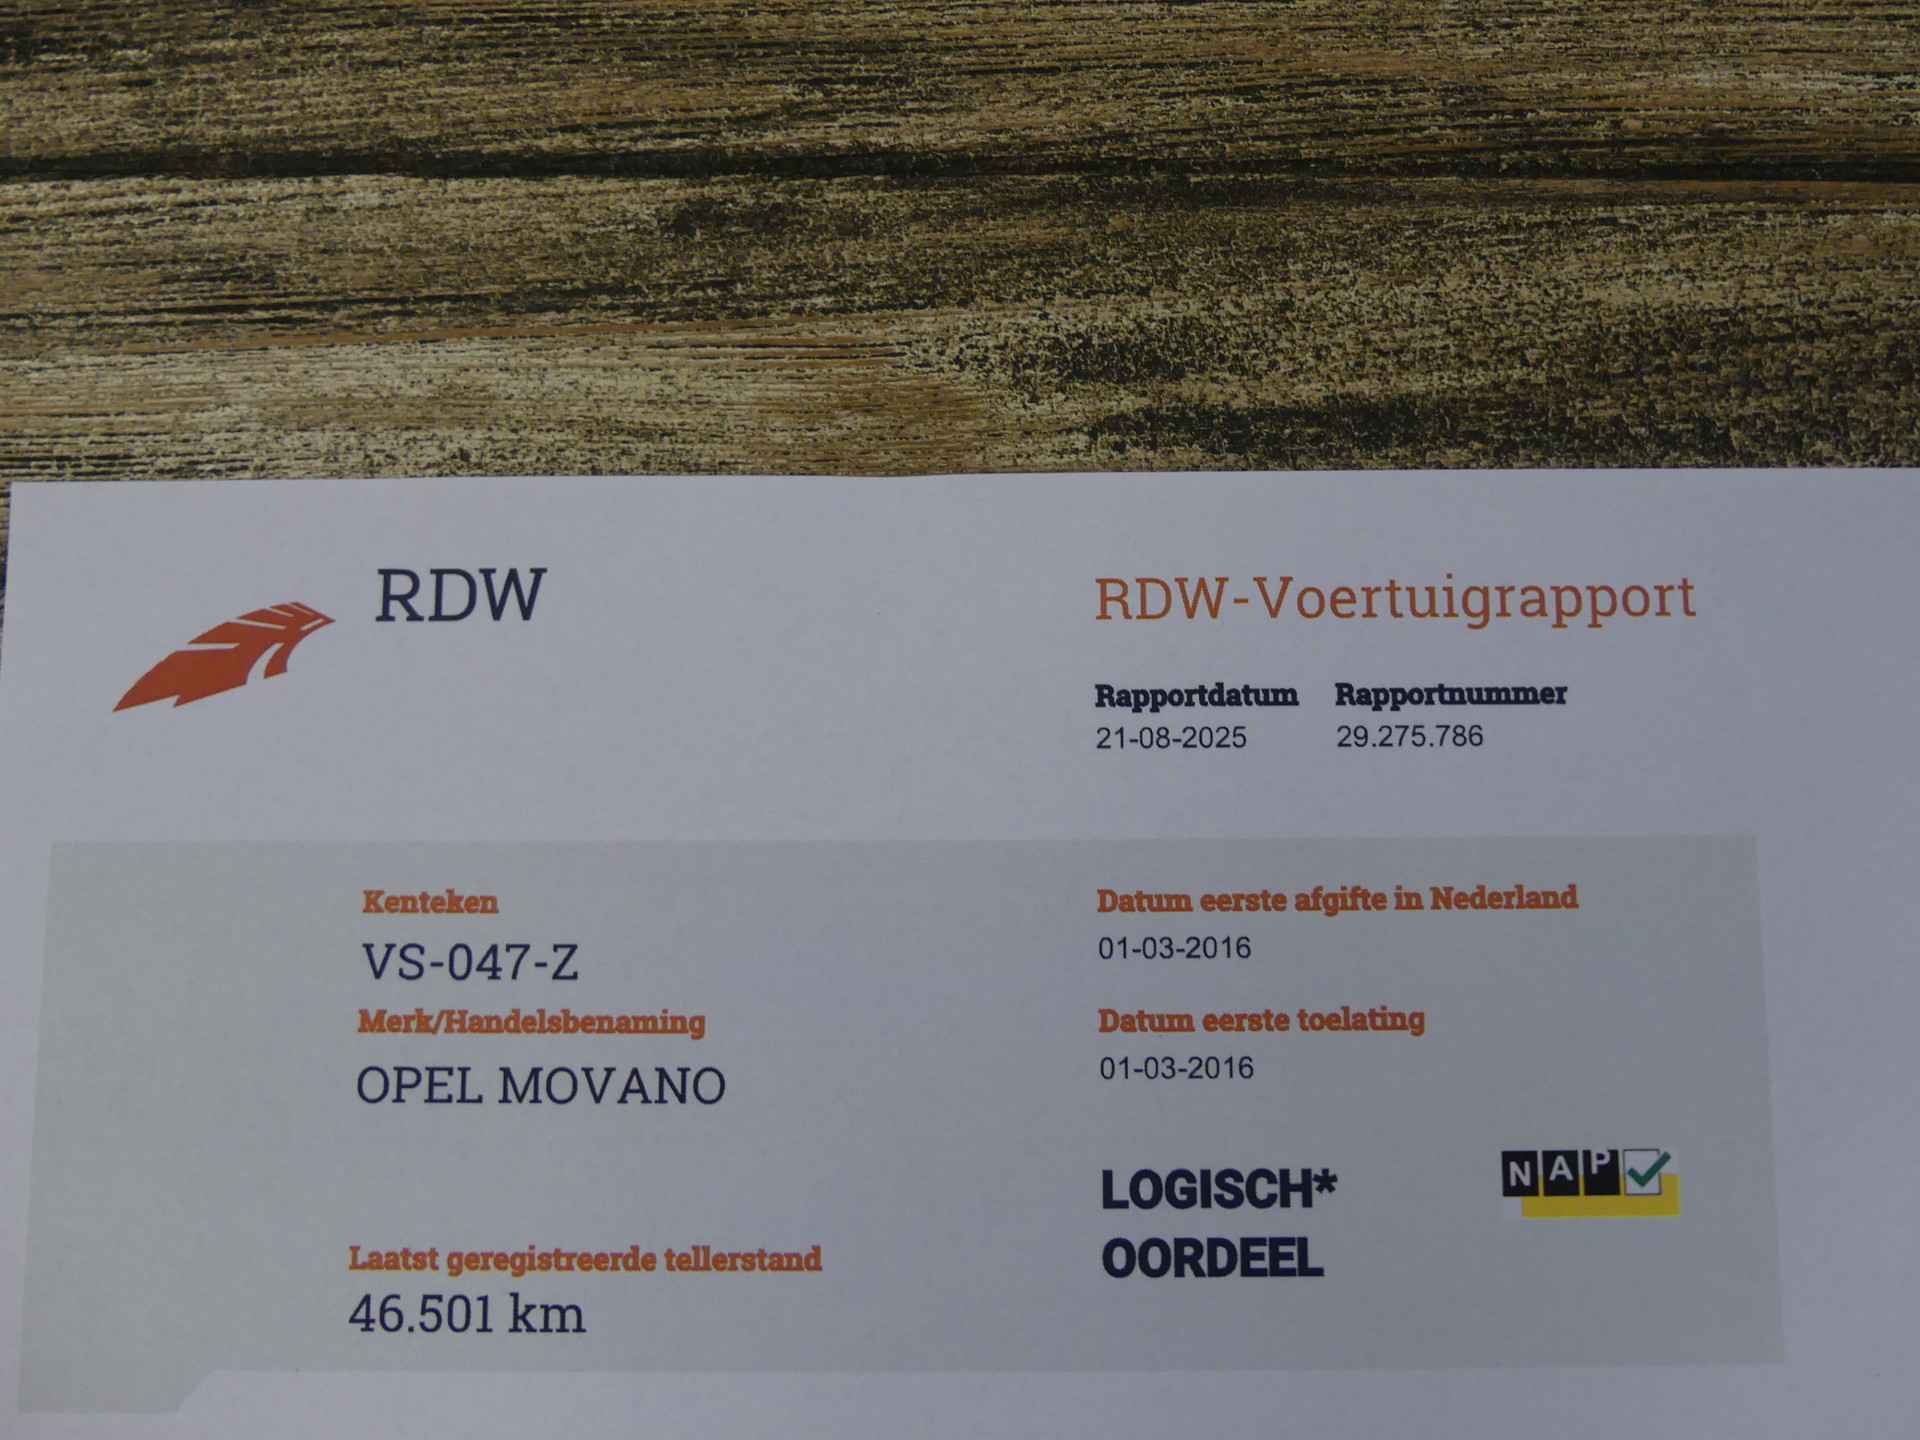 RDW
RDW-Voertuigrapport
Rapportdatum Rapportnummer
21-08-2025 29.275.786
Kenteken
VS-047-Z
Merk/Handelsbenaming
OPEL MOVANO
Laatst geregistreerde tellerstand
46.501 km
Datum eerste afgifte in Nederland
01-03-2016
Datum eerste toelating
01-03-2016
LOGISCH*
OORDEEL
NAP